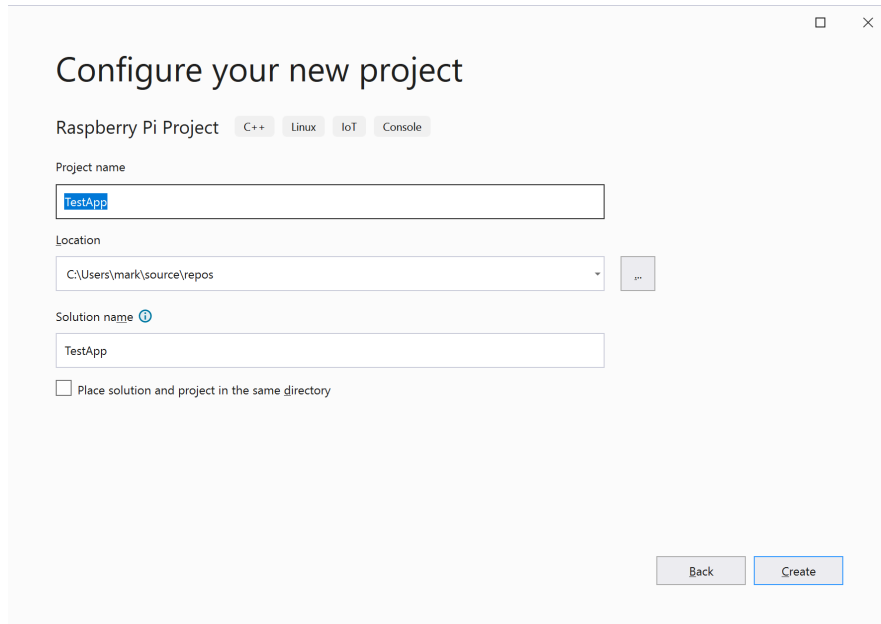 Configure your new project
Raspberry Pi Project C++ Linux IoT Console
Project name
TestApp
Location
C:\Users\mark\source\repos ...
Solution name
TestApp
Place solution and project in the same directory
Back Create